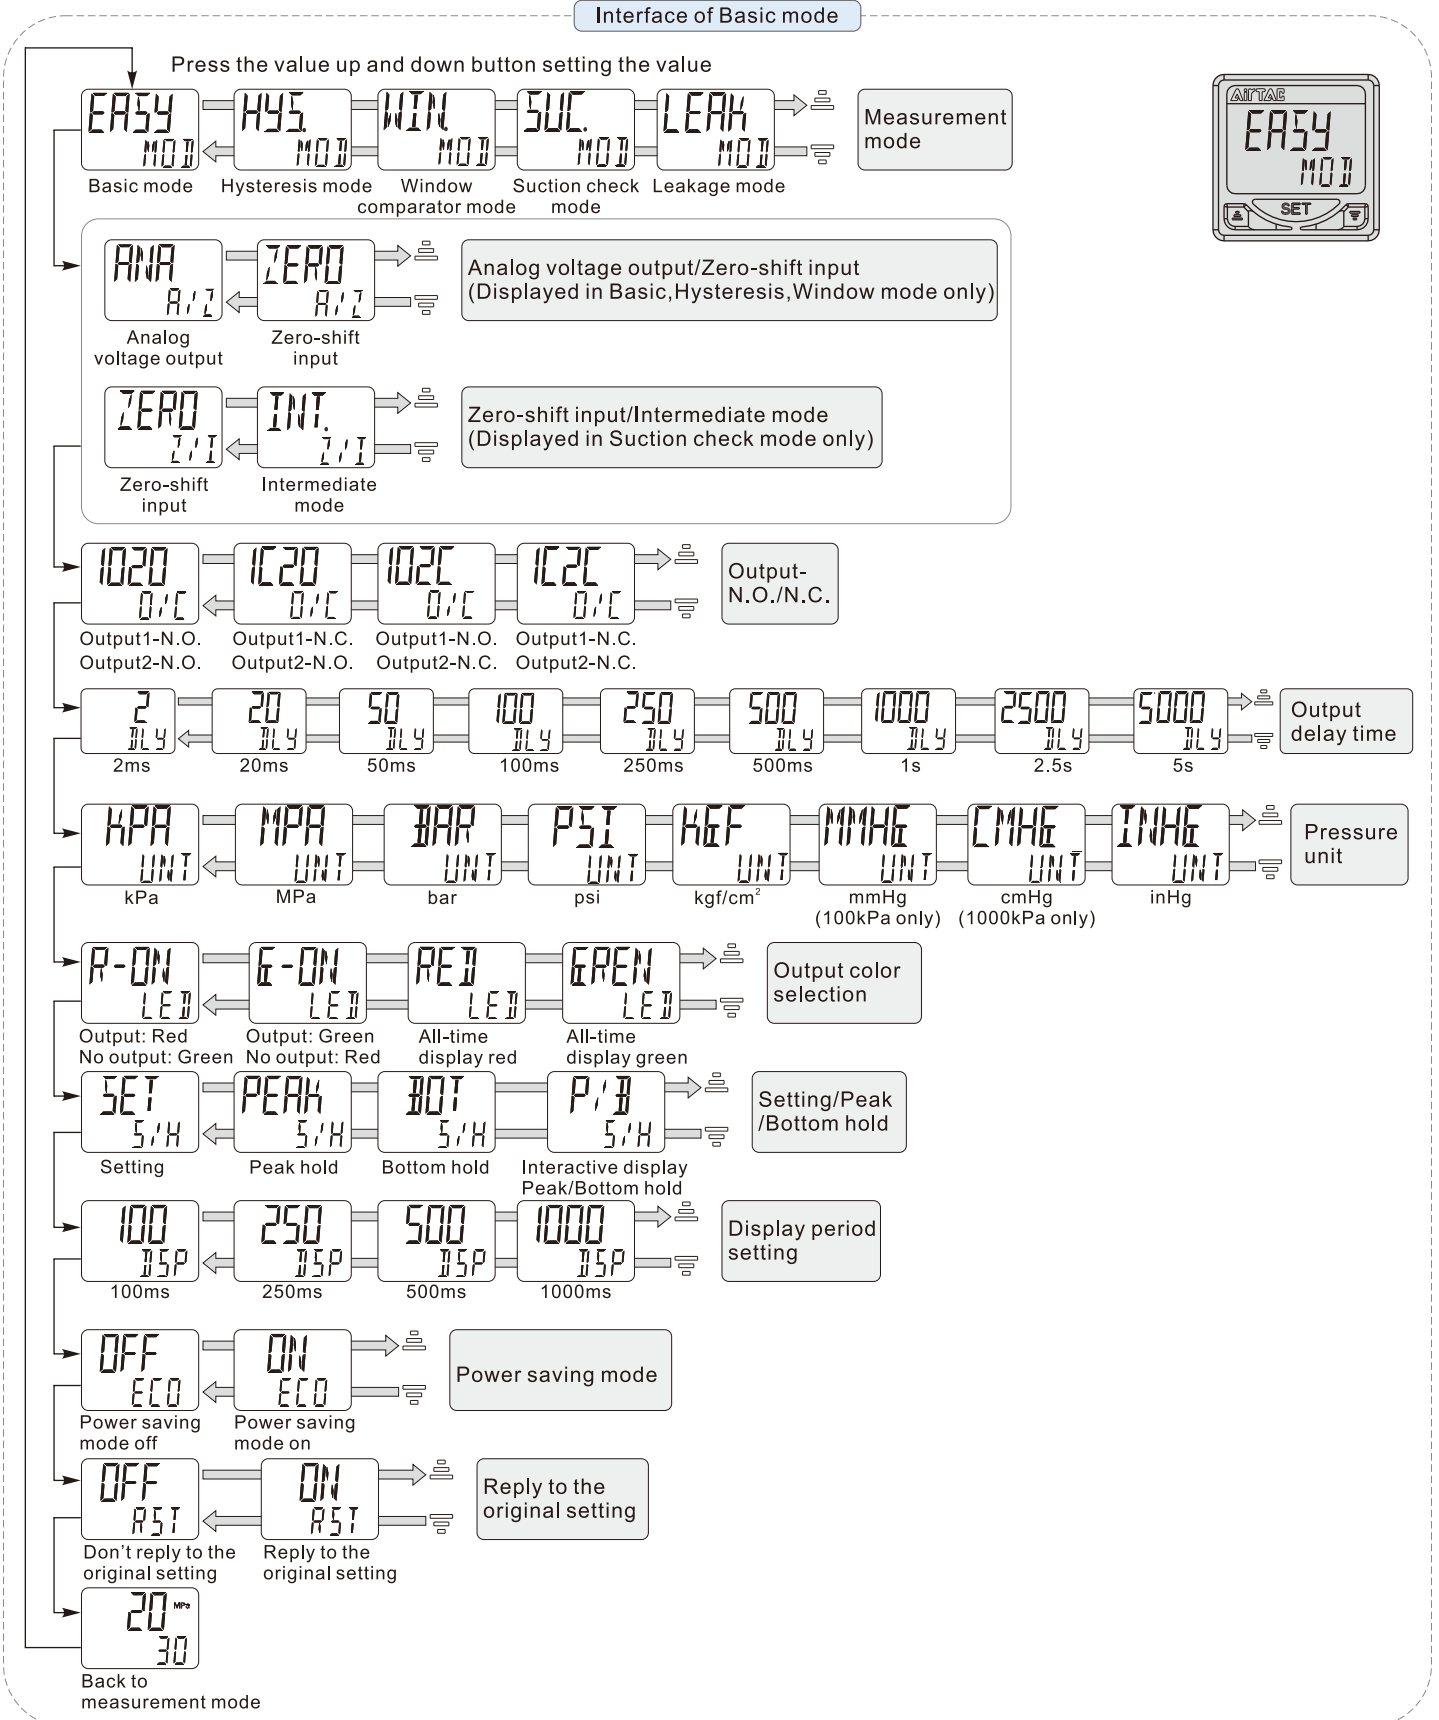 Interface of Basic mode
Press the value up and down button setting the value
EASY HYS. WIN. SUC. LEAK
MOD MOD MOD MOD MOD
Measurement
mode
AirTAC
EASY
MOD
SET
Basic mode Hysteresis mode Window Suction check Leakage mode
comparator mode mode
ANA ZERO
A/Z A/Z
Analog voltage output/Zero-shift input
(Displayed in Basic,Hysteresis,Window mode only)
Analog Zero-shift
voltage output input
ZERO INT.
Z/I Z/I
Zero-shift input/Intermediate mode
(Displayed in Suction check mode only)
Zero-shift Intermediate
input mode
1O2O 1C2O 1O2C 1C2C
O/C O/C O/C O/C
Output-
N.O./N.C.
Output1-N.O. Output1-N.C. Output1-N.O. Output1-N.C.
Output2-N.O. Output2-N.O. Output2-N.C. Output2-N.C.
2 20 50 100 250 500 1000 2500 5000
DLY DLY DLY DLY DLY DLY DLY DLY DLY
Output
delay time
2ms 20ms 50ms 100ms 250ms 500ms 1s 2.5s 5s
KPA MPA BAR PSI KGF MMHG CMHG INHG
UNT UNT UNT UNT UNT UNT UNT UNT
Pressure
unit
kPa MPa bar psi kgf/cm² mmHg cmHg inHg
(100kPa only) (1000kPa only)
R-ON G-ON RED GREN
LED LED LED LED
Output color
selection
Output: Red Output: Green All-time All-time
No output: Green No output: Red display red display green
SET PEAK BOT P/B
S/H S/H S/H S/H
Setting/Peak
/Bottom hold
Setting Peak hold Bottom hold Interactive display
Peak/Bottom hold
100 250 500 1000
DSP DSP DSP DSP
Display period
setting
100ms 250ms 500ms 1000ms
OFF ON
ECO ECO
Power saving mode
Power saving Power saving
mode off mode on
OFF ON
RST RST
Reply to the
original setting
Don't reply to the Reply to the
original setting original setting
20 MPa
30
Back to
measurement mode